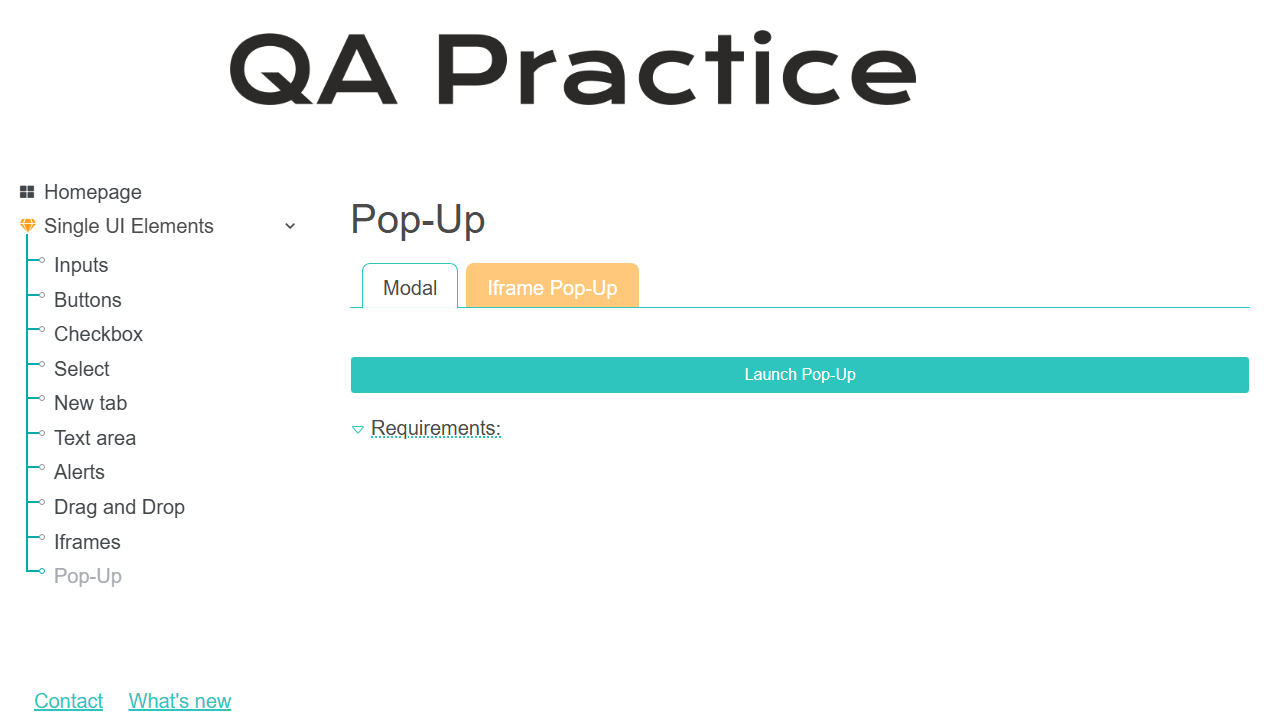 QA Practice
Homepage
Single UI Elements
Inputs
Buttons
Checkbox
Select
New tab
Text area
Alerts
Drag and Drop
Iframes
Pop-Up
Contact What's new
Pop-Up
Modal Iframe Pop-Up
Launch Pop-Up
Requirements: